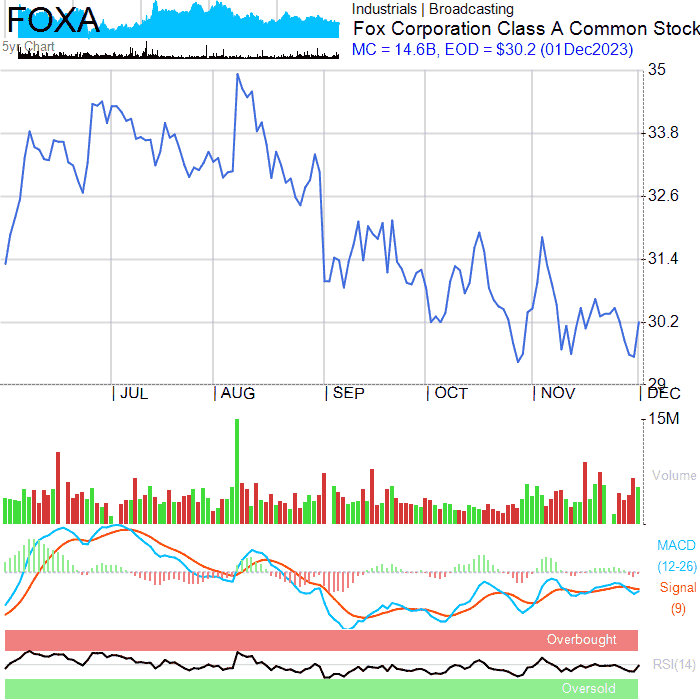 FOXA
Industrials | Broadcasting
Fox Corporation Class A Common Stock
5yr Chart
MC = 14.6B, EOD = $30.2 (01Dec2023)
35
33.8
32.6
31.4
30.2
29
JUL
AUG
SEP
OCT
NOV
DEC
15M
Volume
MACD
(12-26)
Signal
(9)
Overbought
RSI(14)
Oversold